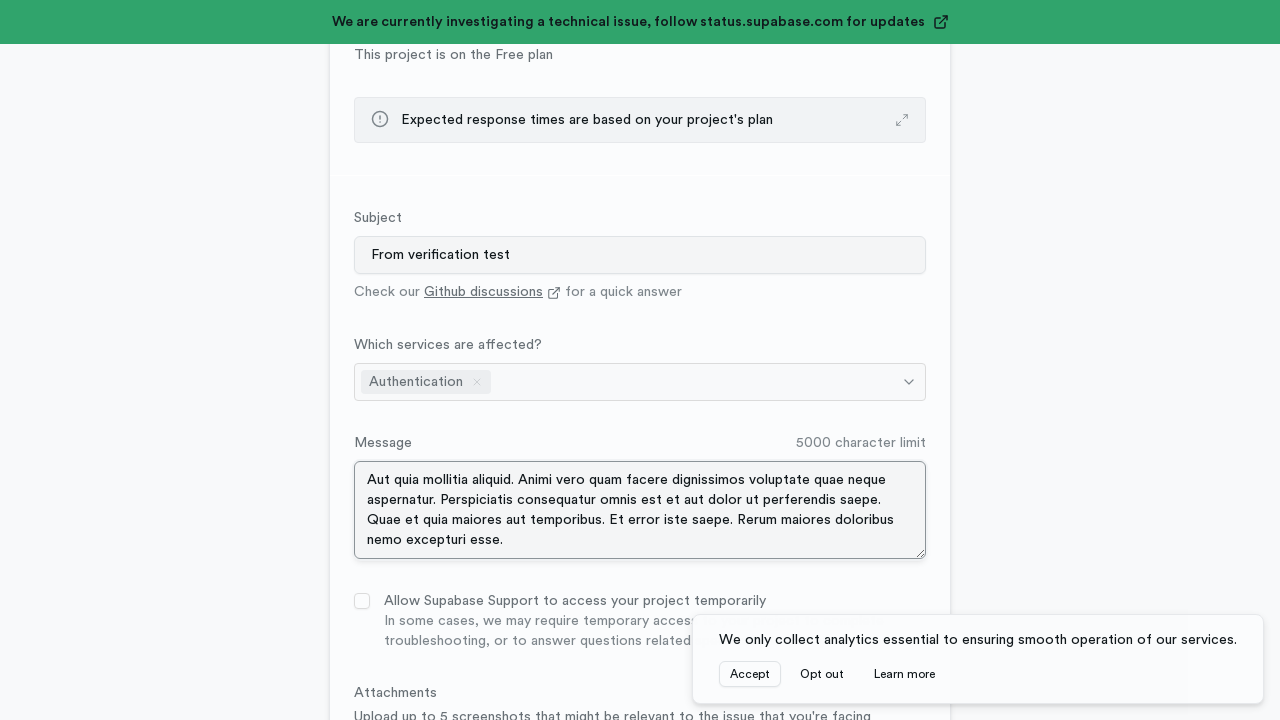 We are currently investigating a technical issue, follow status.supabase.com for updates
This project is on the Free plan
Expected response times are based on your project's plan
Subject
From verification test
Check our Github discussions for a quick answer
Which services are affected?
Authentication
Message
5000 character limit
Aut quia mollitia aliquid. Animi vero quam facere dignissimos voluptate quae neque
aspernatur. Perspiciatis consequatur omnis est et aut dolor ut perferendis saepe.
Quae et quia maiores aut temporibus. Et error iste saepe. Rerum maiores doloribus
nemo excepturi esse.
Allow Supabase Support to access your project temporarily
In some cases, we may require temporary
troubleshooting, or to answer questions related
We only collect analytics essential to ensuring smooth operation of our services.
Accept
Opt out
Learn more
Attachments
Upload up to 5 screenshots that might be relevant to the issue that you're facing